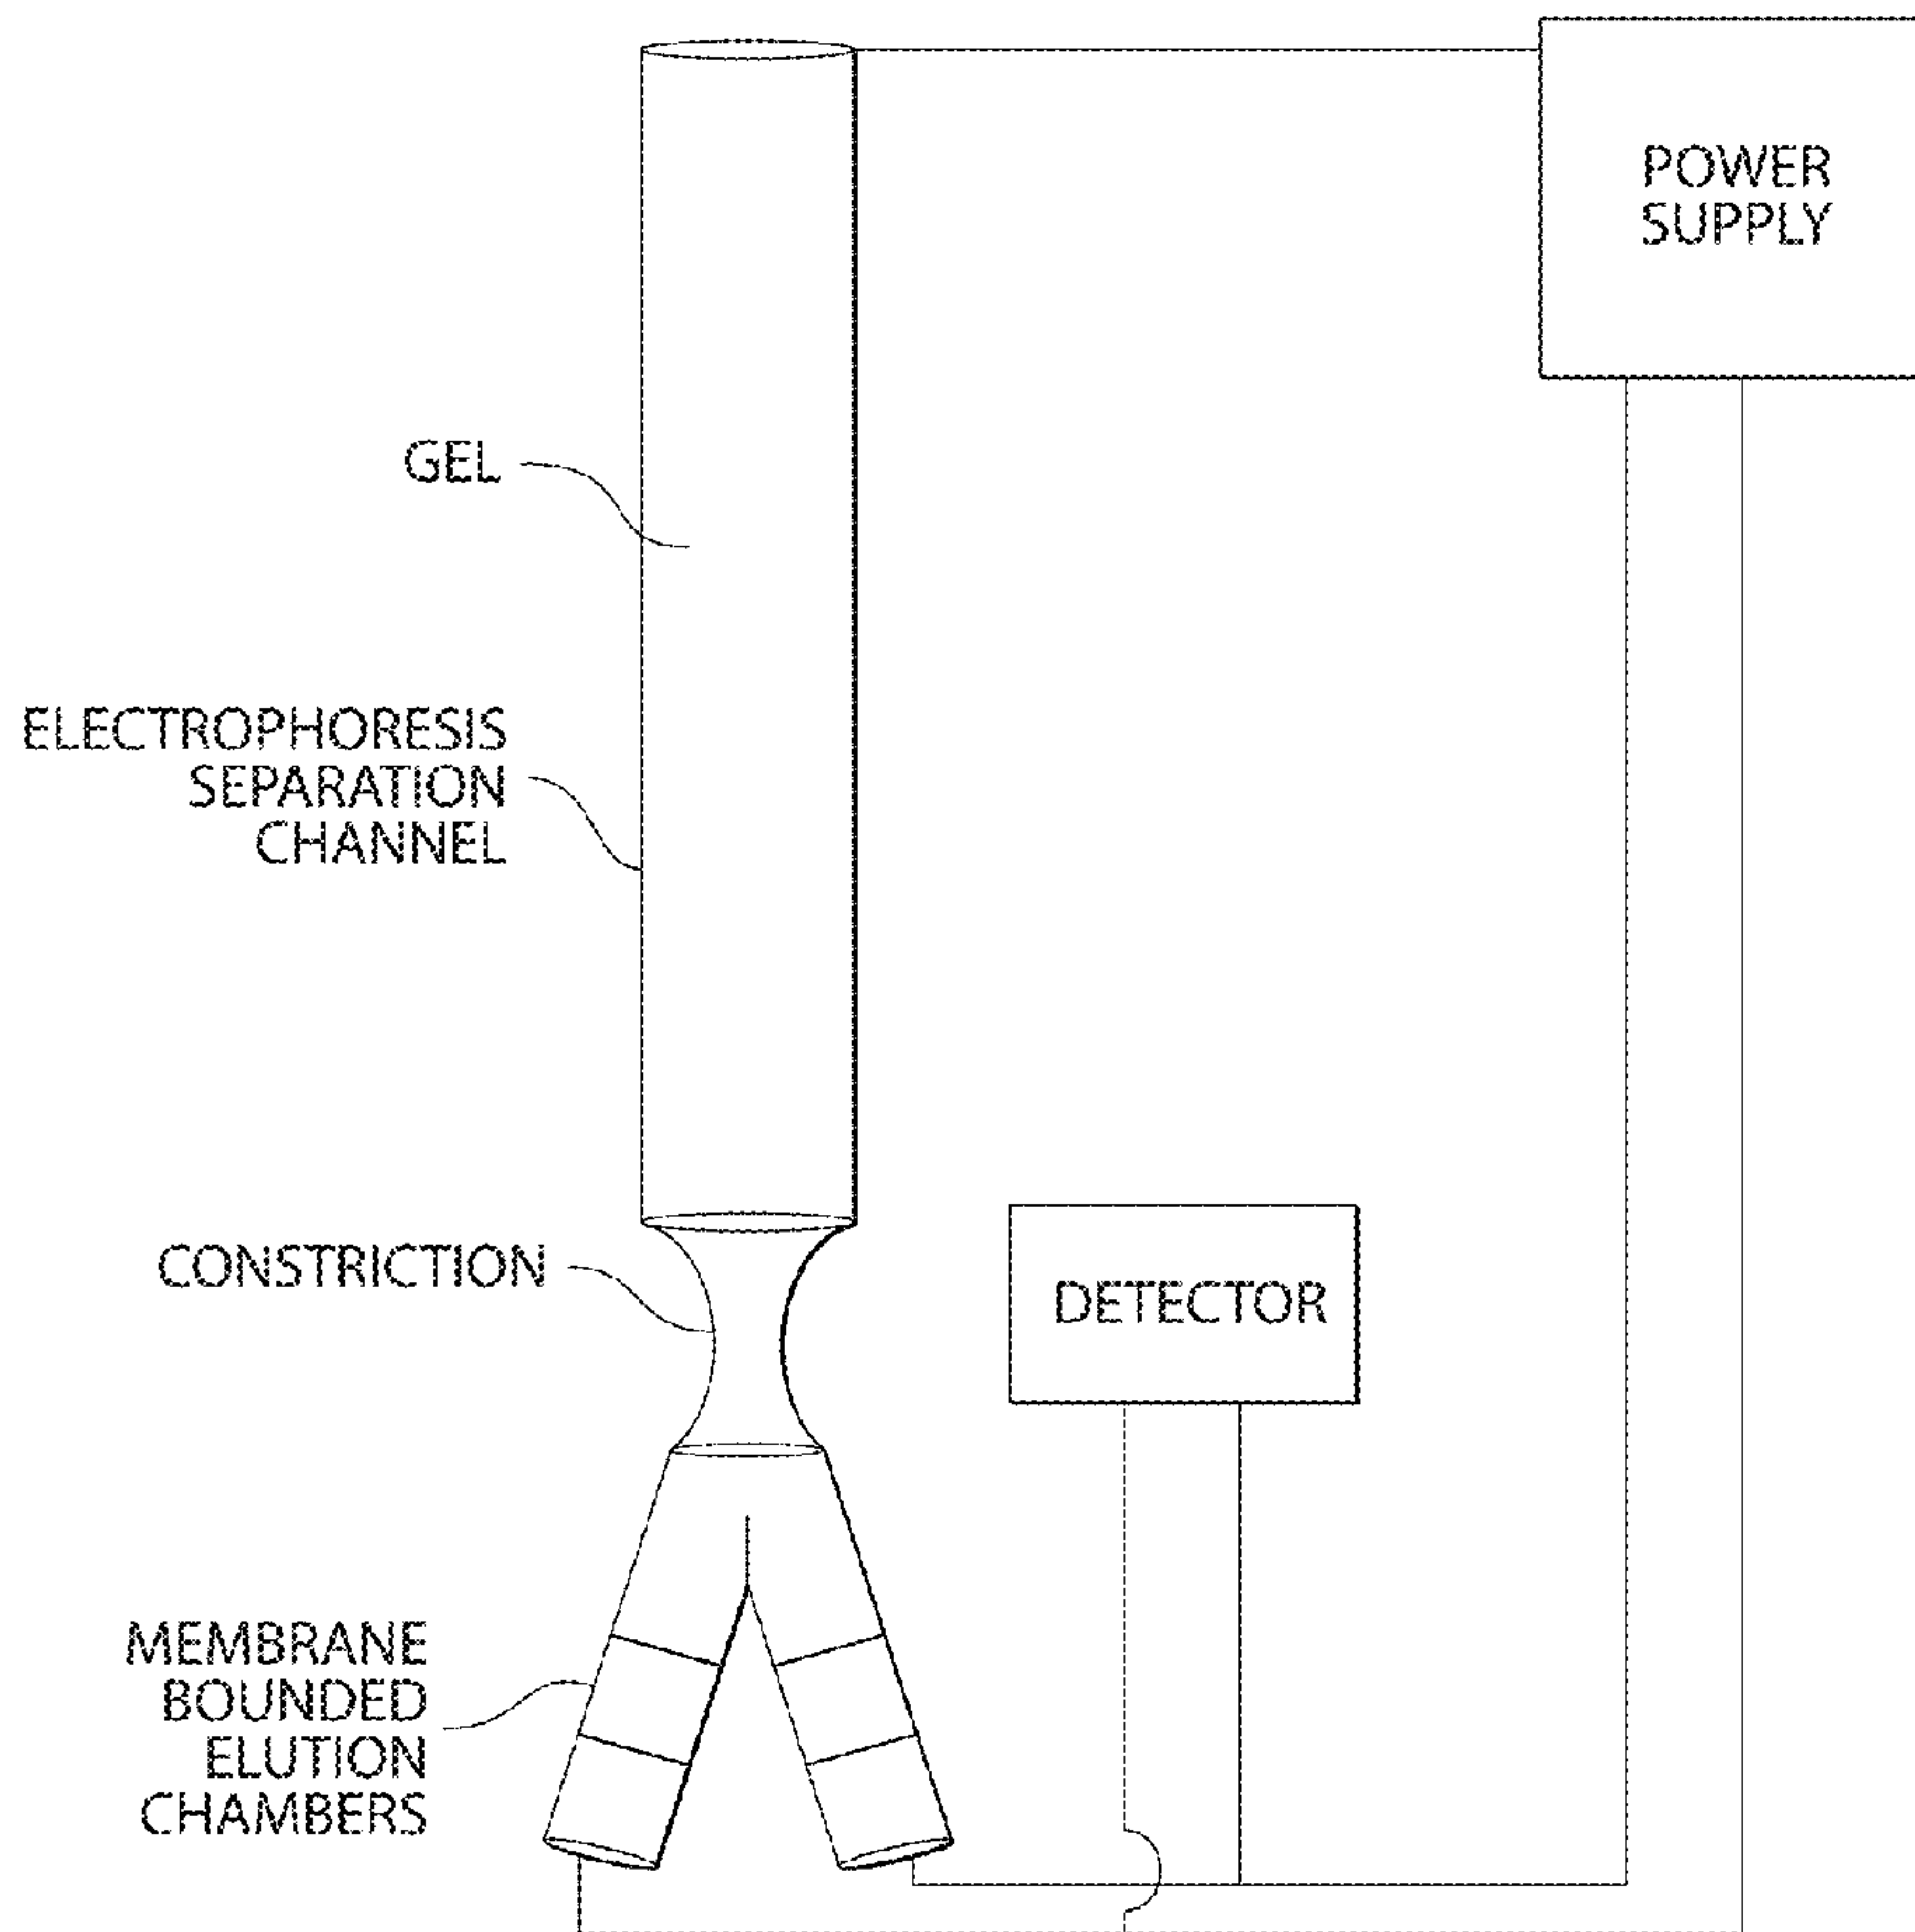 POWER
SUPPLY
GEL
ELECTROPHORESIS
SEPARATION
CHANNEL
CONSTRICTION
DETECTOR
MEMBRANE
BOUNDED
ELUTION
CHAMBERS